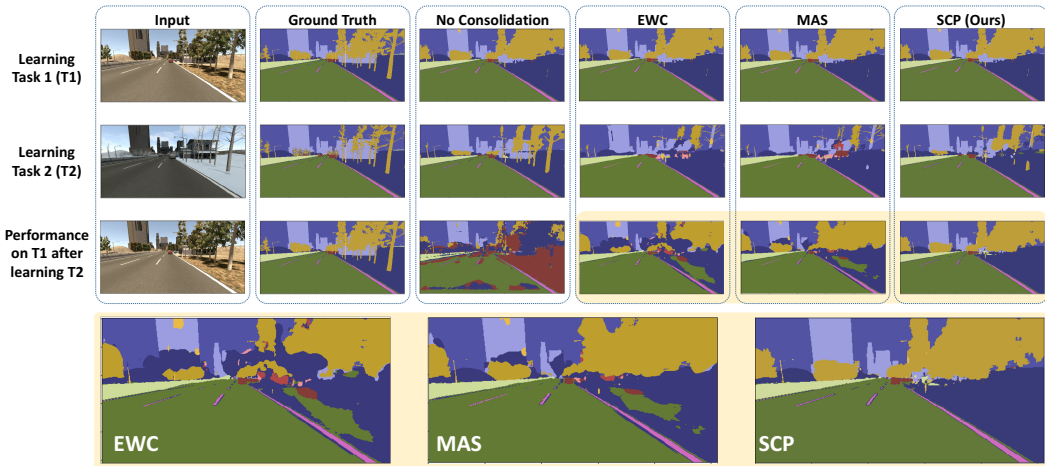 Input Ground Truth No Consolidation EWC MAS SCP (Ours)
Learning
Task 1 (T1)
Learning
Task 2 (T2)
Performance
on T1 after
learning T2
EWC MAS SCP